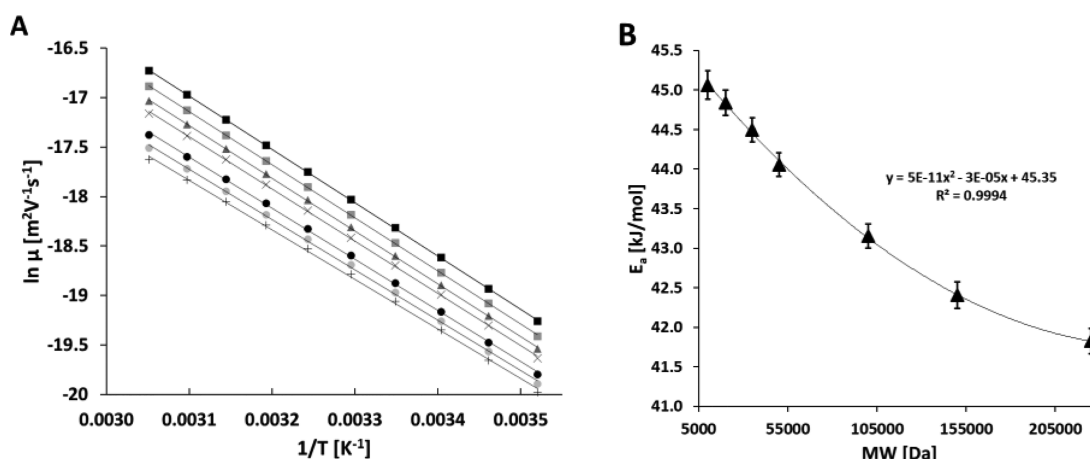 A
-16.5
-17
-17.5
-18
-18.5
-19
-19.5
-20
ln μ [m²V⁻¹s⁻¹]
0.0030 0.0031 0.0032 0.0033 0.0034 0.0035
1/T [K⁻¹]
B
45.5
45.0
44.5
44.0
43.5
43.0
42.5
42.0
41.5
41.0
Eₐ [kJ/mol]
y = 5E-11x² - 3E-05x + 45.35
R² = 0.9994
5000 55000 105000 155000 205000
MW [Da]